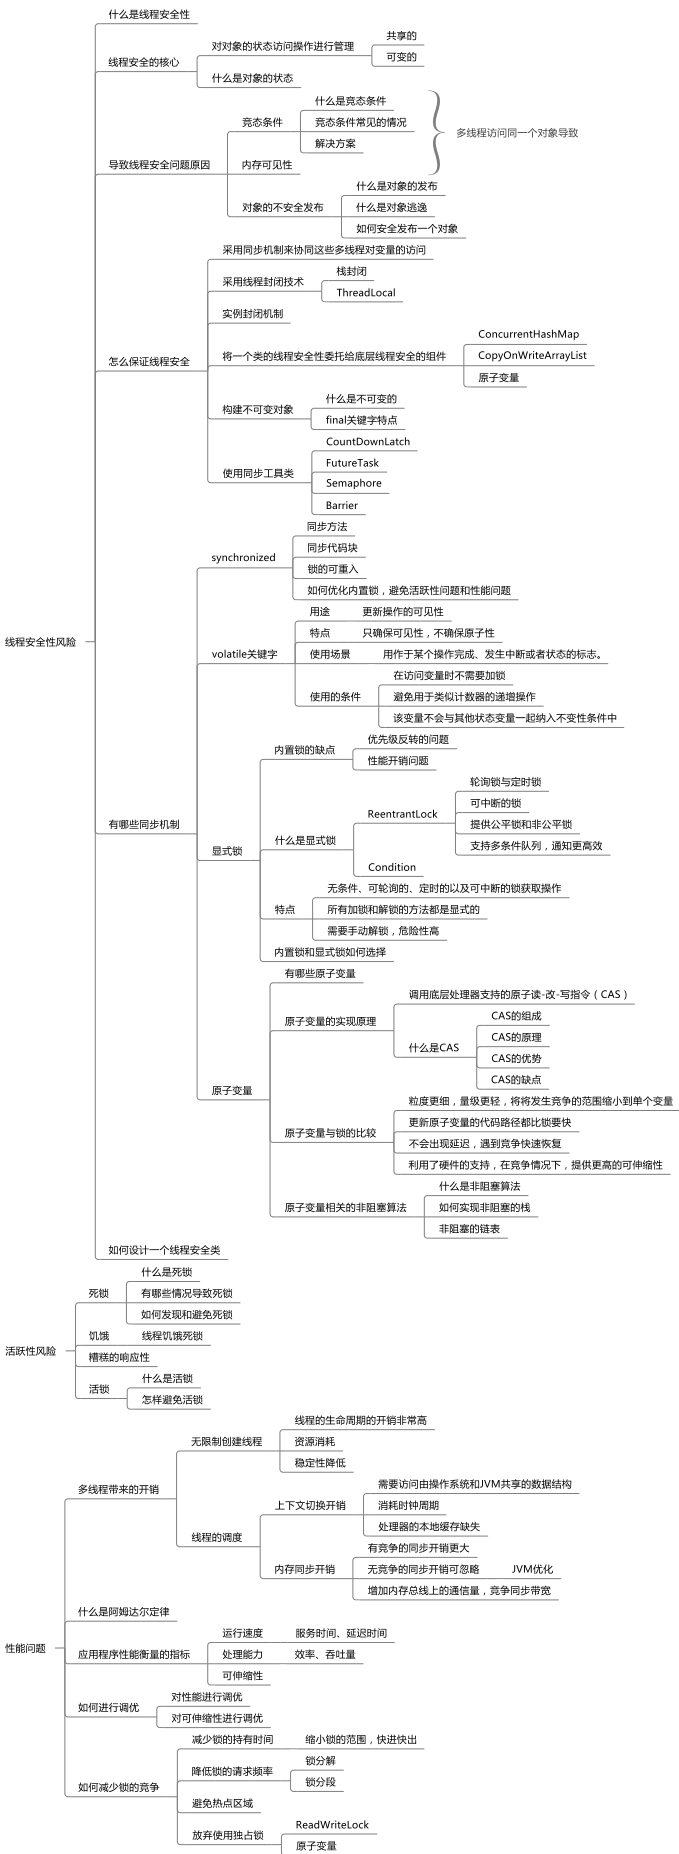 什么是线程安全性
线程安全的核心
对对象的状态访问操作进行管理
共享的
可变的
什么是对象的状态
导致线程安全问题原因
竞态条件
什么是竞态条件
竞态条件常见的情况
解决方案
多线程访问同一个对象导致
内存可见性
对象的不安全发布
什么是对象的发布
什么是对象逃逸
如何安全发布一个对象
怎么保证线程安全
采用同步机制来协同这些多线程对变量的访问
采用线程封闭技术
栈封闭
ThreadLocal
实例封闭机制
将一个类的线程安全性委托给底层线程安全的组件
ConcurrentHashMap
CopyOnWriteArrayList
原子变量
构建不可变对象
什么是不可变的
final关键字特点
使用同步工具类
CountDownLatch
FutureTask
Semaphore
Barrier
线程安全性风险
有哪些同步机制
synchronized
同步方法
同步代码块
锁的可重入
如何优化内置锁，避免活跃性问题和性能问题
volatile关键字
用途
更新操作的可见性
特点
只确保可见性，不确保原子性
使用场景
用作于某个操作完成、发生中断或者状态的标志。
使用的条件
在访问变量时不需要加锁
避免用于类似计数器的递增操作
该变量不会与其他状态变量一起纳入不变性条件中
显式锁
内置锁的缺点
优先级反转的问题
性能开销问题
什么是显式锁
ReentrantLock
轮询锁与定时锁
可中断的锁
提供公平锁和非公平锁
支持多条件队列，通知更高效
Condition
特点
无条件、可轮询的、定时的以及可中断的锁获取操作
所有加锁和解锁的方法都是显式的
需要手动解锁，危险性高
内置锁和显式锁如何选择
原子变量
有哪些原子变量
原子变量的实现原理
调用底层处理器支持的原子读-改-写指令（CAS）
什么是CAS
CAS的组成
CAS的原理
CAS的优势
CAS的缺点
原子变量与锁的比较
粒度更细，量级更轻，将将发生竞争的范围缩小到单个变量
更新原子变量的代码路径都比锁要快
不会出现延迟，遇到竞争快速恢复
利用了硬件的支持，在竞争情况下，提供更高的可伸缩性
原子变量相关的非阻塞算法
什么是非阻塞算法
如何实现非阻塞的栈
非阻塞的链表
如何设计一个线程安全类
活跃性风险
死锁
什么是死锁
有哪些情况导致死锁
如何发现和避免死锁
饥饿
线程饥饿死锁
糟糕的响应性
活锁
什么是活锁
怎样避免活锁
性能问题
多线程带来的开销
无限制创建线程
线程的生命周期的开销非常高
资源消耗
稳定性降低
线程的调度
上下文切换开销
需要访问由操作系统和JVM共享的数据结构
消耗时钟周期
处理器的本地缓存缺失
内存同步开销
有竞争的同步开销更大
无竞争的同步开销可忽略
JVM优化
增加内存总线上的通信量，竞争同步带宽
什么是阿姆达尔定律
应用程序性能衡量的指标
运行速度
服务时间、延迟时间
处理能力
效率、吞吐量
可伸缩性
如何进行调优
对性能进行调优
对可伸缩性进行调优
如何减少锁的竞争
减少锁的持有时间
缩小锁的范围，快进快出
降低锁的请求频率
锁分解
锁分段
避免热点区域
放弃使用独占锁
ReadWriteLock
原子变量